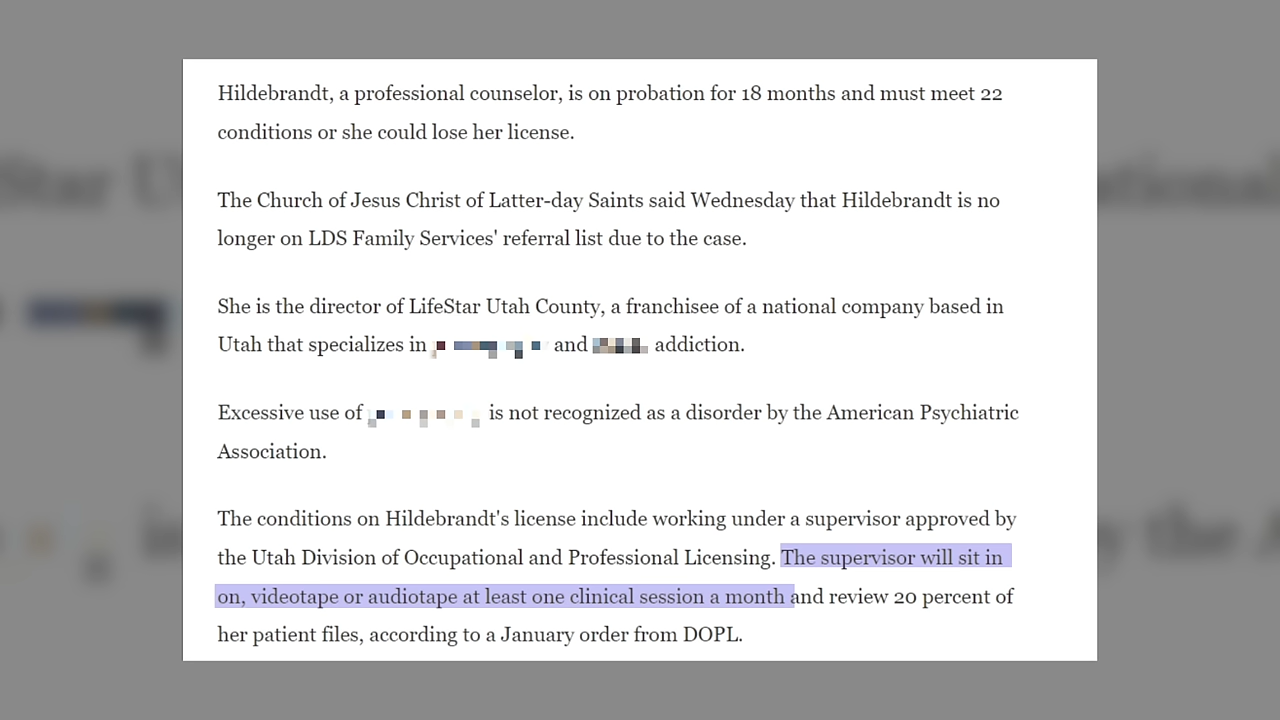 Hildebrandt, a professional counselor, is on probation for 18 months and must meet 22
conditions or she could lose her license.
The Church of Jesus Christ of Latter-day Saints said Wednesday that Hildebrandt is no
longer on LDS Family Services' referral list due to the case.
She is the director of LifeStar Utah County, a franchisee of a national company based in
Utah that specializes in and addiction.
Excessive use of is not recognized as a disorder by the American Psychiatric
Association.
The conditions on Hildebrandt's license include working under a supervisor approved by
the Utah Division of Occupational and Professional Licensing. The supervisor will sit in
on, videotape or audiotape at least one clinical session a month and review 20 percent of
her patient files, according to a January order from DOPL.